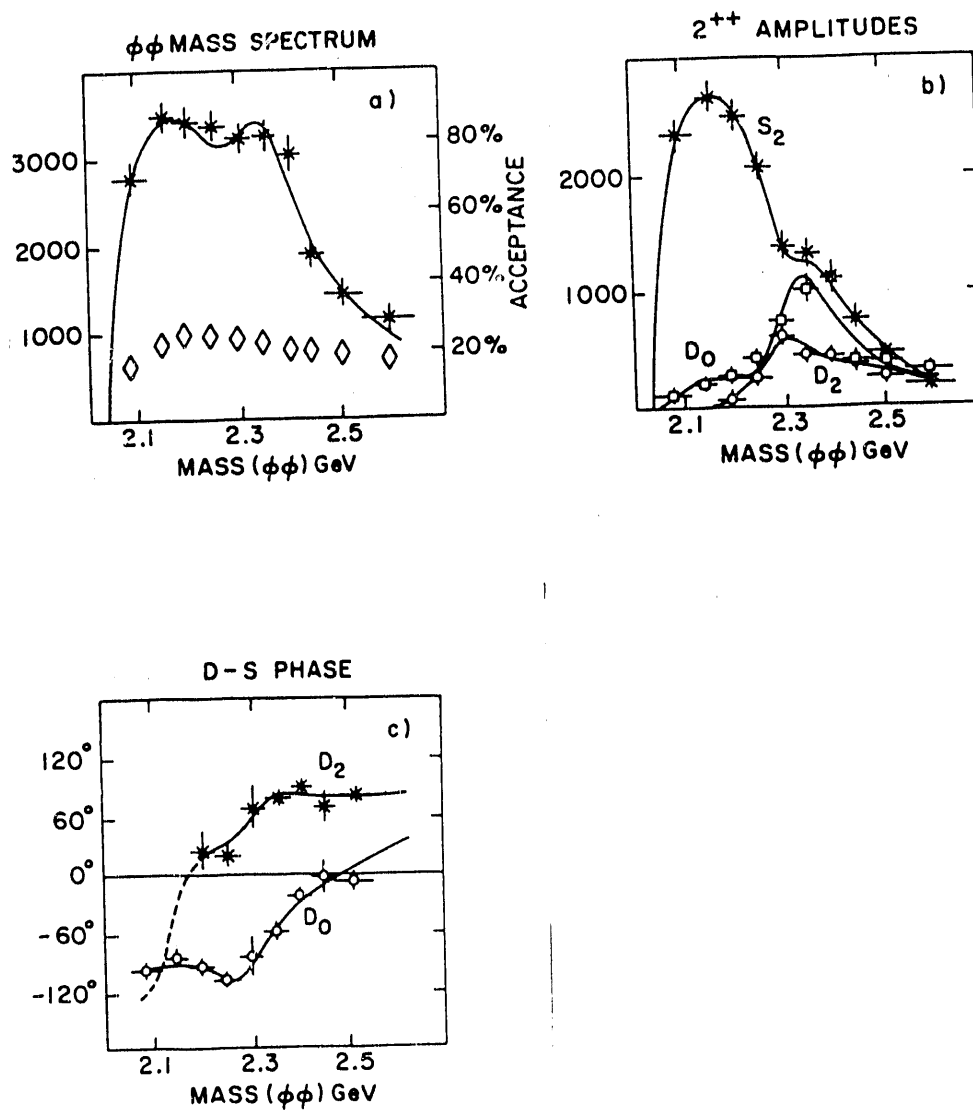 ϕϕ MASS SPECTRUM
a)
3000
2000
1000
80%
60%
40%
20%
ACCEPTANCE
2.1 2.3 2.5
MASS (ϕϕ) GeV
2++ AMPLITUDES
b)
S2
2000
1000
D0
D2
2.1 2.3 2.5
MASS (ϕϕ) GeV
D-S PHASE
c)
120°
60°
0°
-60°
-120°
D2
D0
2.1 2.3 2.5
MASS (ϕϕ) GeV